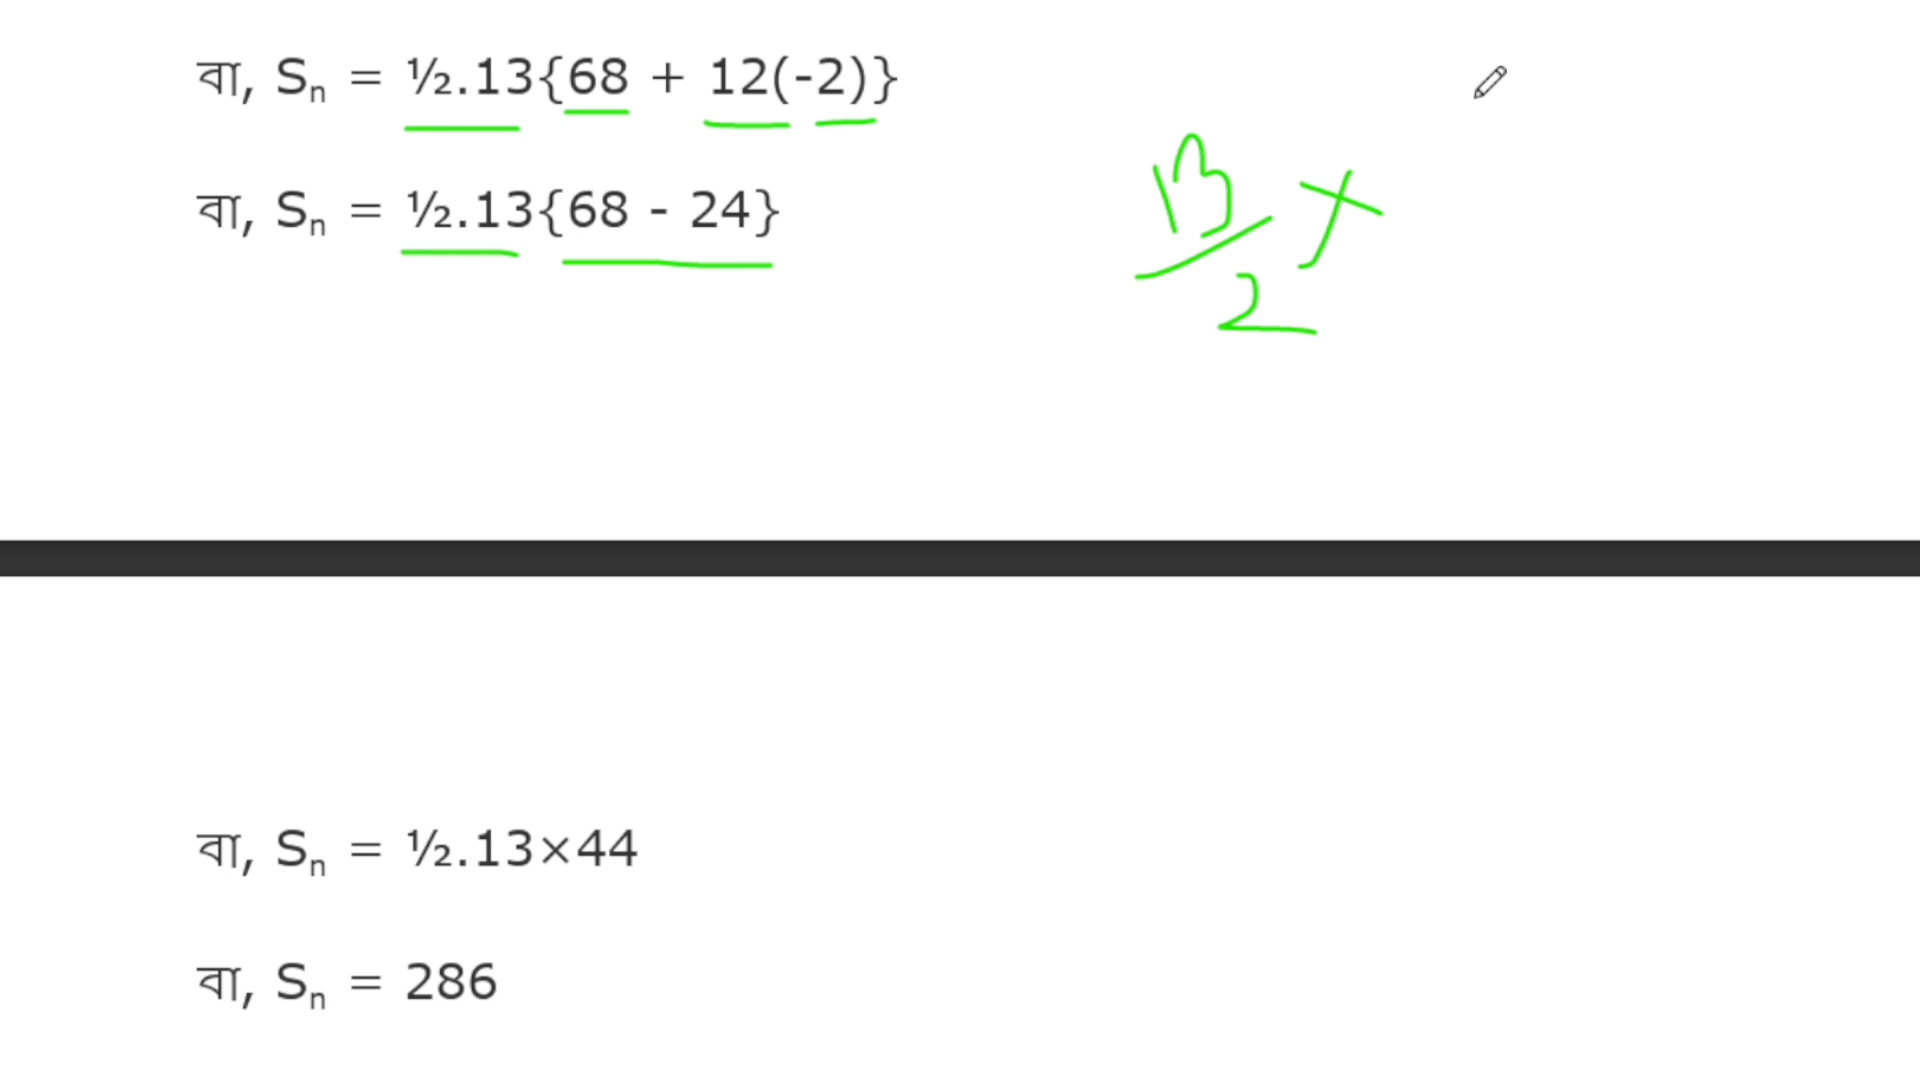 বা, Sₙ = ½.13{68 + 12(-2)}
বা, Sₙ = ½.13{68 - 24}
13/2 ×
বা, Sₙ = ½.13×44
বা, Sₙ = 286